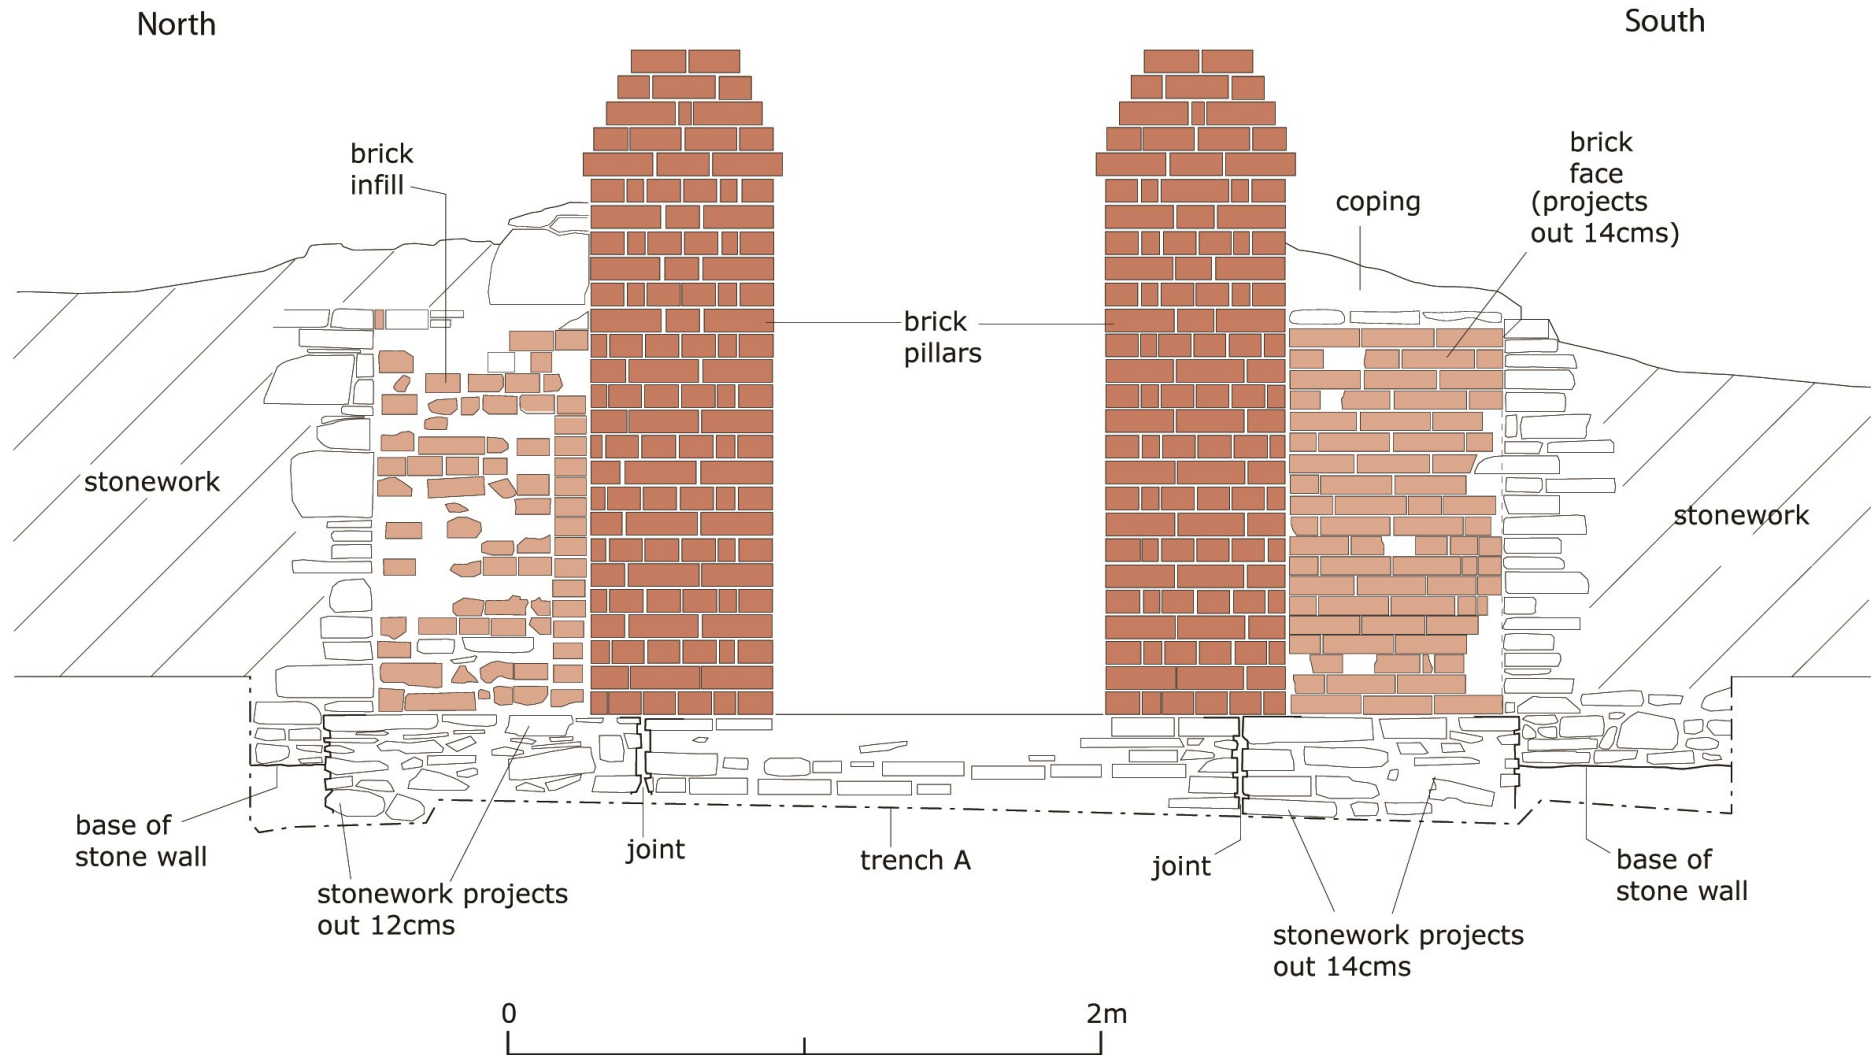 North
South
brick
infill
brick
face
(projects
out 14cms)
coping
brick
pillars
stonework
stonework
base of
stone wall
joint
trench A
joint
base of
stone wall
stonework projects
out 12cms
stonework projects
out 14cms
0
2m